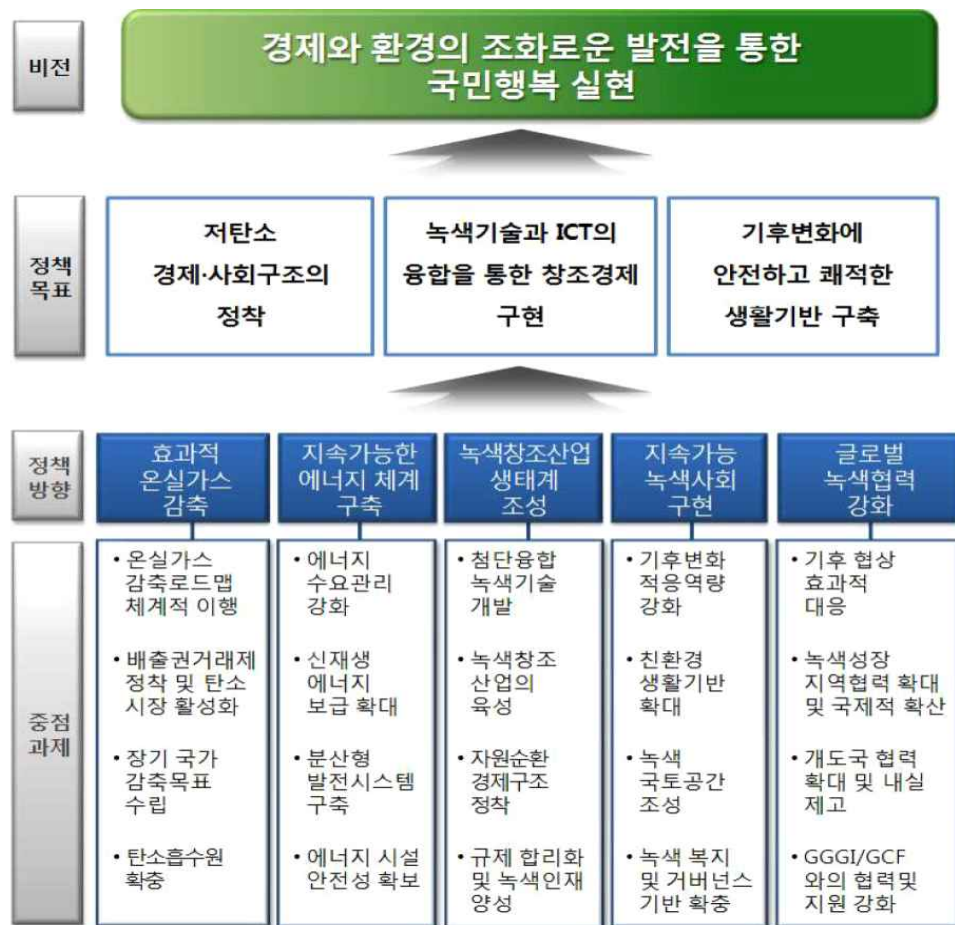 비전
경제와 환경의 조화로운 발전을 통한
국민행복 실현
정책
목표
저탄소
경제·사회구조의
정착
녹색기술과 ICT의
융합을 통한 창조경제
구현
기후변화에
안전하고 쾌적한
생활기반 구축
정책
방향
효과적
온실가스
감축
지속가능한
에너지 체계
구축
녹색창조산업
생태계
조성
지속가능
녹색사회
구현
글로벌
녹색협력
강화
중점
과제
• 온실가스
감축로드맵
체계적 이행
• 배출권거래제
정착 및 탄소
시장 활성화
• 장기 국가
감축목표
수립
• 탄소흡수원
확충
• 에너지
수요관리
강화
• 신재생
에너지
보급 확대
• 분산형
발전시스템
구축
• 에너지 시설
안전성 확보
• 첨단융합
녹색기술
개발
• 녹색창조
산업의
육성
• 자원순환
경제구조
정착
• 규제 합리화
및 녹색인재
양성
• 기후변화
적응역량
강화
• 친환경
생활기반
확대
• 녹색
국토공간
조성
• 녹색 복지
및 거버넌스
기반 확충
• 기후 협상
효과적
대응
• 녹색성장
지역협력 확대
및 국제적 확산
• 개도국 협력
확대 및 내실
제고
• GGGI/GCF
와의 협력및
지원 강화